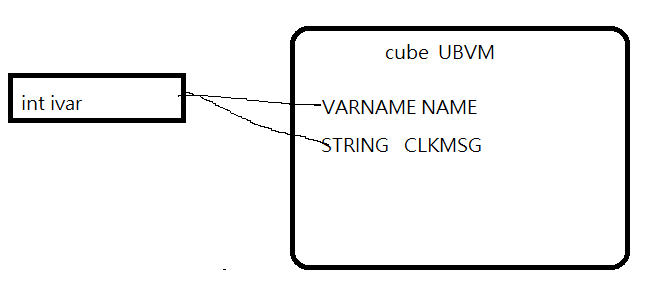 cube UBVM
int ivar
VARNAME NAME
STRING CLKMSG